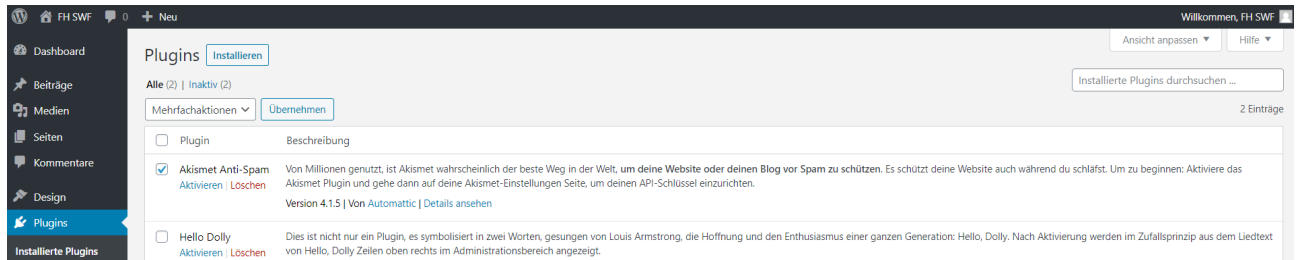 FH SWF 0 Neu Willkommen, FH SWF
Dashboard
Beiträge
Medien
Seiten
Kommentare
Design
Plugins
Installierte Plugins
Ansicht anpassen ▼ Hilfe ▼
Plugins Installieren
Alle (2) | Inaktiv (2)
Installierte Plugins durchsuchen ...
Mehrfachaktionen Übernehmen
2 Einträge
Plugin Beschreibung
Akismet Anti-Spam
Aktivieren | Löschen
Von Millionen genutzt, ist Akismet wahrscheinlich der beste Weg in der Welt, um deine Website oder deinen Blog vor Spam zu schützen. Es schützt deine Website auch während du schläfst. Um zu beginnen: Aktiviere das
Akismet Plugin und gehe dann auf deine Akismet-Einstellungen Seite, um deinen API-Schlüssel einzurichten.
Version 4.1.5 | Von Automattic | Details ansehen
Hello Dolly
Aktivieren | Löschen
Dies ist nicht nur ein Plugin, es symbolisiert in zwei Worten, gesungen von Louis Armstrong, die Hoffnung und den Enthusiasmus einer ganzen Generation: Hello, Dolly. Nach Aktivierung werden im Zufallsprinzip aus dem Liedtext
von Hello, Dolly Zeilen oben rechts im Administrationsbereich angezeigt.